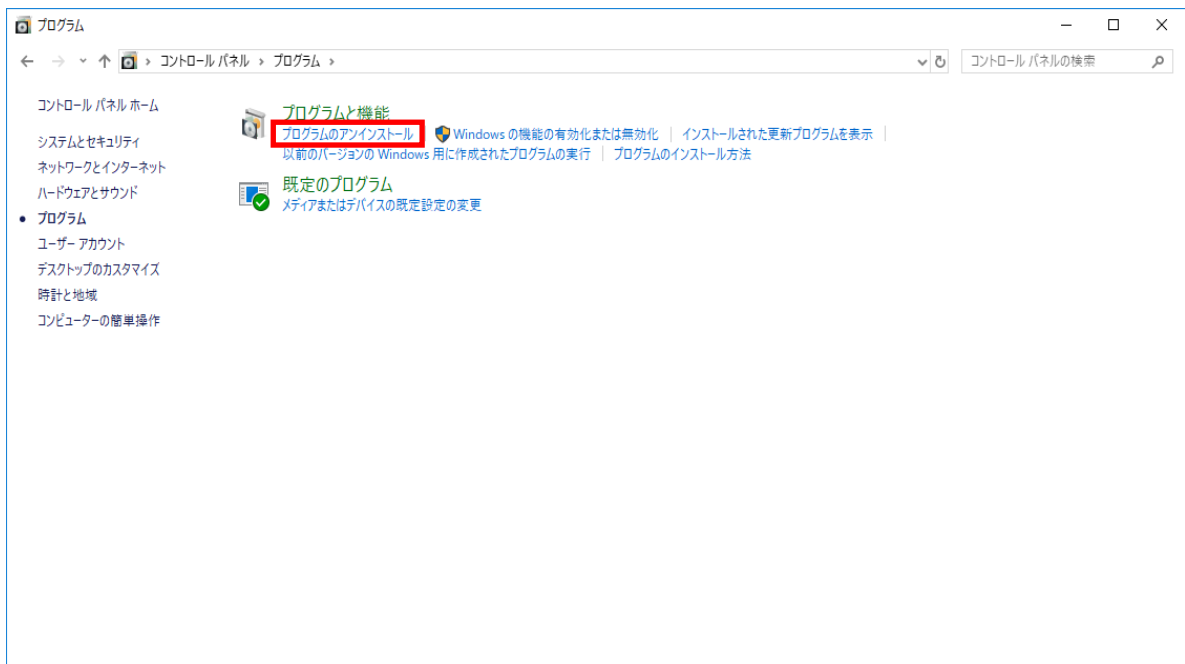 プログラム
コントロール パネル › プログラム ›
コントロール パネルの検索
コントロール パネル ホーム
システムとセキュリティ
ネットワークとインターネット
ハードウェアとサウンド
プログラム
ユーザー アカウント
デスクトップのカスタマイズ
時計と地域
コンピューターの簡単操作
プログラムと機能
プログラムのアンインストール Windows の機能の有効化または無効化 インストールされた更新プログラムを表示
以前のバージョンの Windows 用に作成されたプログラムの実行 プログラムのインストール方法
既定のプログラム
メディアまたはデバイスの既定設定の変更